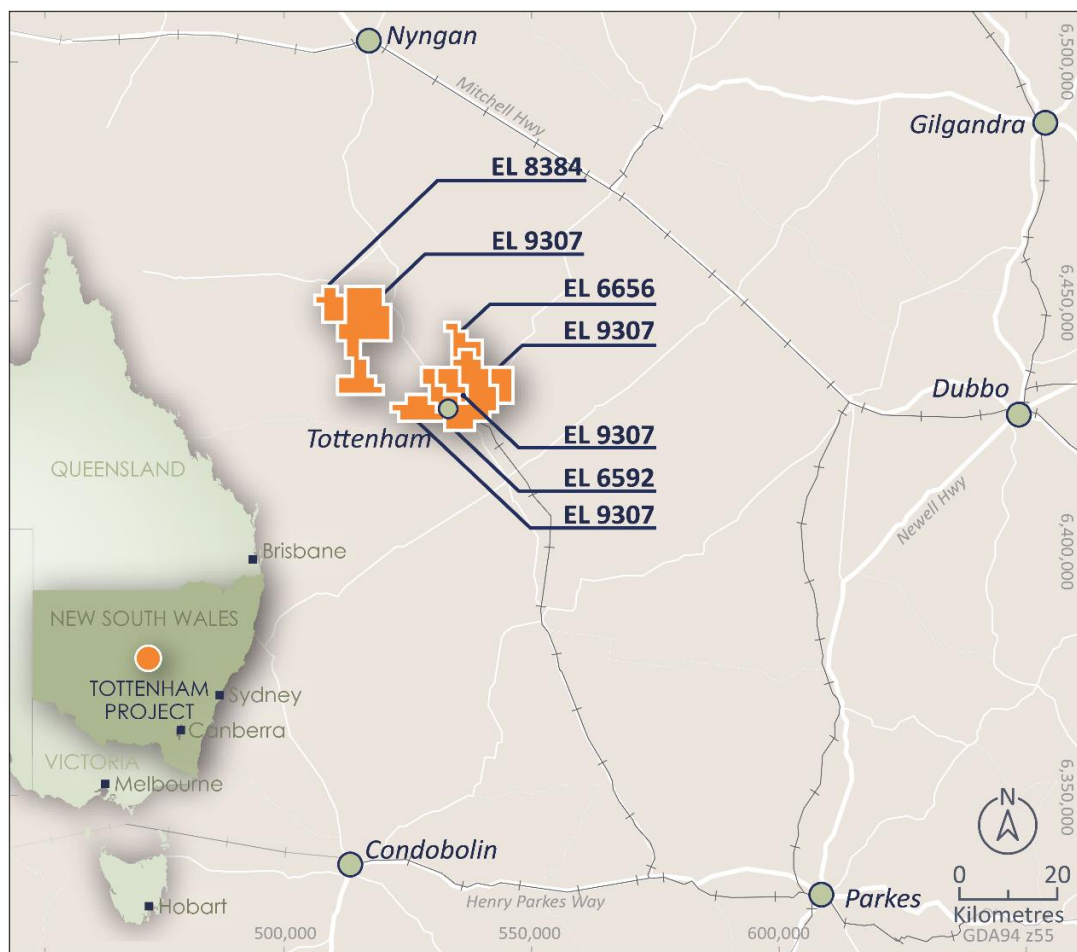 Nyngan
Mitchell Hwy
Gilgandra
6,500,000
EL 8384
EL 9307
EL 6656
EL 9307
6,450,000
Dubbo
Tottenham
EL 9307
EL 6592
EL 9307
Newell Hwy
QUEENSLAND
Brisbane
6,400,000
NEW SOUTH WALES
TOTTENHAM
PROJECT
Sydney
Canberra
VICTORIA
Melbourne
6,350,000
N
Condobolin
0 20
Kilometres
Henry Parkes Way
Parkes
Hobart
GDA94 z55
500,000
550,000
600,000